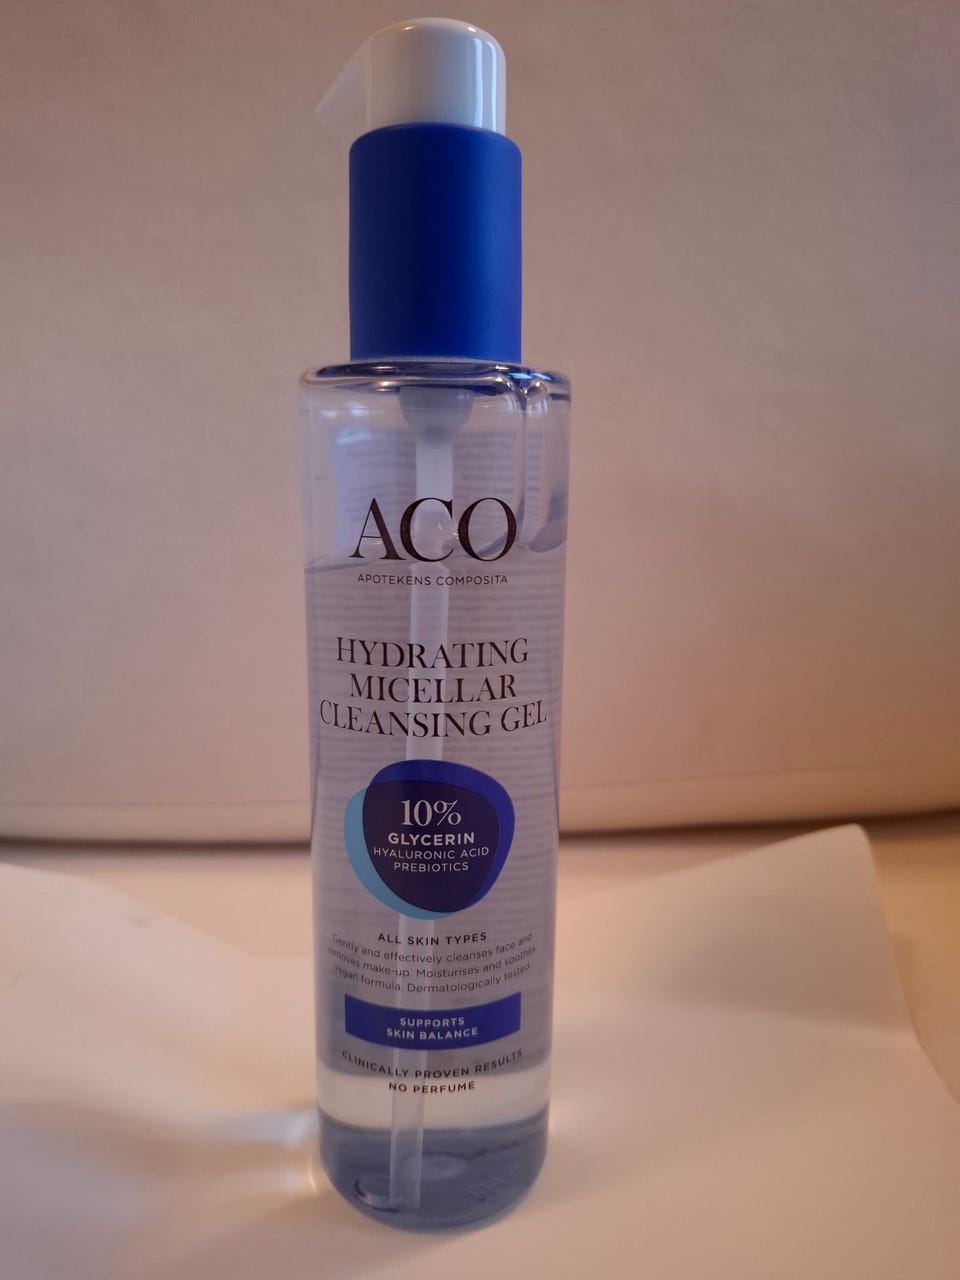 ACO
APOTEKENS COMPOSITA
HYDRATING
MICELLAR
CLEANSING GEL
10%
GLYCERIN
HYALURONIC ACID
PREBIOTICS
ALL SKIN TYPES
Gently and effectively cleanses face and
removes make-up. Moisturises and soothes.
Vegan formula. Dermatologically tested.
SUPPORTS
SKIN BALANCE
CLINICALLY PROVEN RESULTS
NO PERFUME